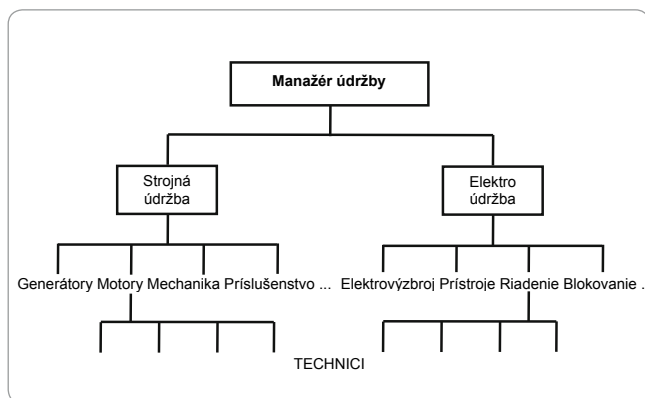 Manažér údržby
Strojná
údržba
Elektro
údržba
Generátory Motory Mechanika Príslušenstvo ...
Elektrovýzbroj Prístroje Riadenie Blokovanie .
TECHNICI